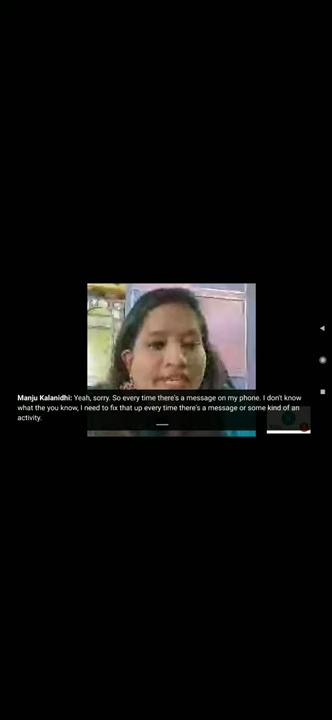 Manju Kalanidhi: Yeah, sorry. So every time there's a message on my phone. I don't know
what the you know, I need to fix that up every time there's a message or some kind of an
activity.